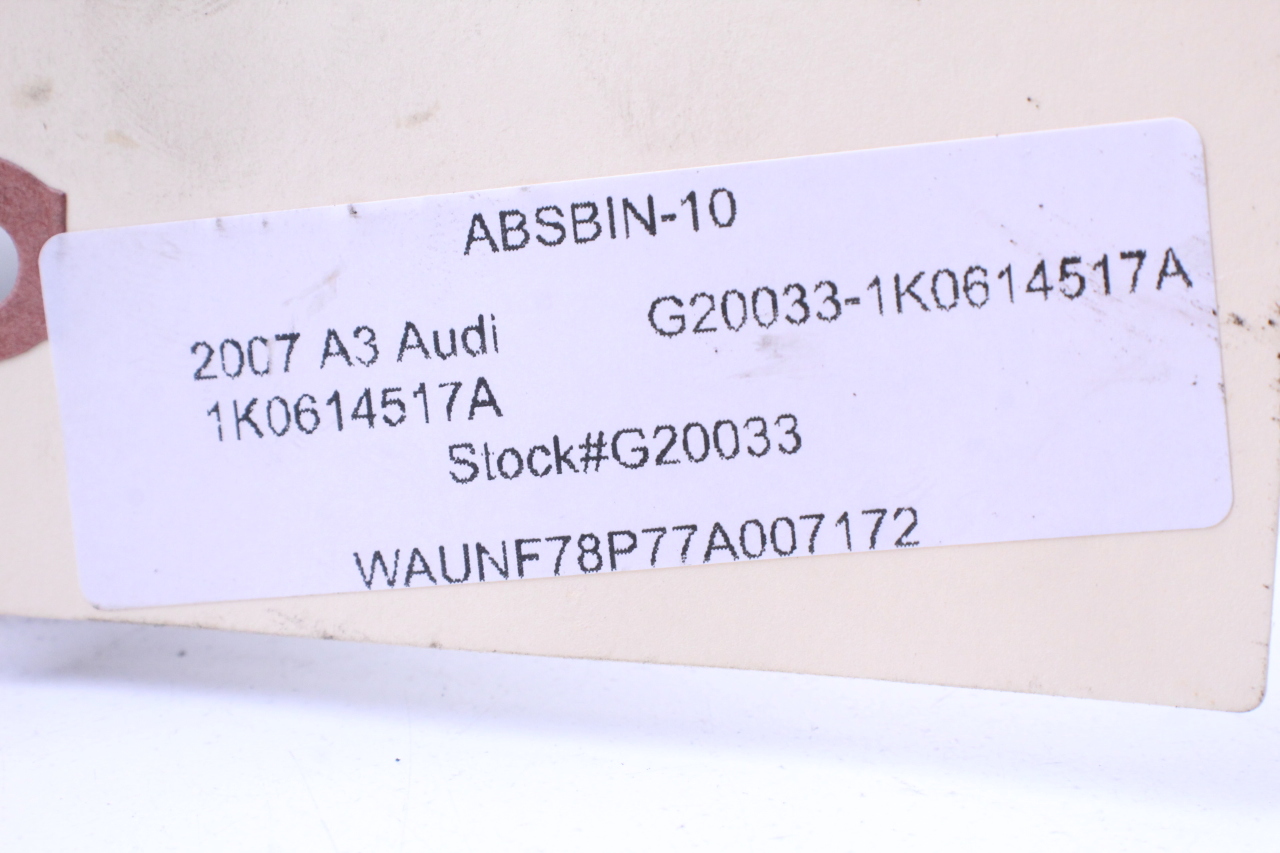 ABSBIN-10
G20033-1K0614517A
2007 A3 Audi
1K0614517A
Stock#G20033
WAUNF78P77A007172